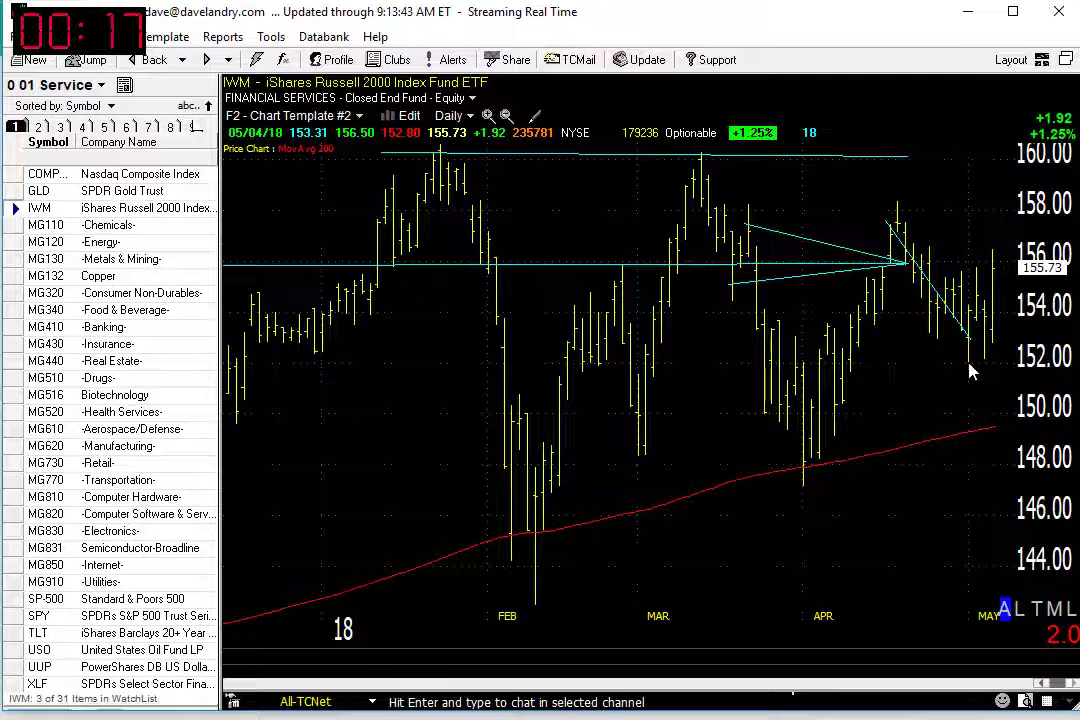 dave@davelandry.com ... Updated through 9:13:43 AM ET - Streaming Real Time
00:17
emplate Reports Tools Databank Help
New Jump Back Profile Clubs Alerts Share TCMail Update Support Layout
0 01 Service
Sorted by: Symbol abc..
1 2 3 4 5 6 7 8
Symbol Company Name
COMP... Nasdaq Composite Index
GLD SPDR Gold Trust
IWM iShares Russell 2000 Index...
MG110 -Chemicals-
MG120 -Energy-
MG130 -Metals & Mining-
MG132 Copper
MG320 -Consumer Non-Durables-
MG340 -Food & Beverage-
MG410 -Banking-
MG430 -Insurance-
MG440 -Real Estate-
MG510 -Drugs-
MG516 Biotechnology
MG520 -Health Services-
MG610 -Aerospace/Defense-
MG620 -Manufacturing-
MG730 -Retail-
MG770 -Transportation-
MG810 -Computer Hardware-
MG820 -Computer Software & Serv...
MG830 -Electronics-
MG831 Semiconductor-Broadline
MG850 -Internet-
MG910 -Utilities-
SP-500 Standard & Poors 500
SPY SPDRs S&P 500 Trust Seri...
TLT iShares Barclays 20+ Year ...
USO United States Oil Fund LP
UUP PowerShares DB US Dolla...
XLF SPDRs Select Sector Fina...
IWM: 3 of 31 Items in WatchList
IWM - iShares Russell 2000 Index Fund ETF
FINANCIAL SERVICES - Closed End Fund - Equity
F2 - Chart Template #2 Edit Daily
05/04/18 153.31 156.50 152.80 155.73 +1.92 235781 NYSE 179236 Optionable +1.25% 18
Price Chart : MovAvg 200
+1.92
+1.25%
160.00
158.00
156.00
155.73
154.00
152.00
150.00
148.00
146.00
144.00
18 FEB MAR APR MAY
A L T M L
2.0
All-TCNet Hit Enter and type to chat in selected channel